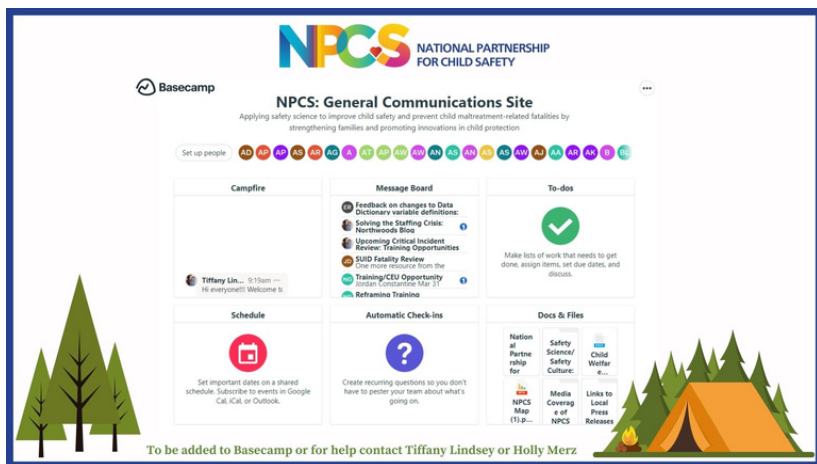 NPCS
NATIONAL PARTNERSHIP
FOR CHILD SAFETY
Basecamp
NPCS: General Communications Site
Applying safety science to improve child safety and prevent child maltreatment-related fatalities by
strengthening families and promoting innovations in child protection
Set up people
AD AP AP AS AR AG A AT AP AW AW AN AS AN AS AS AW AJ AA AR AK B
Campfire
Tiffany Lin... 9:19am
Hi everyone!!! Welcome to
Message Board
ER
Feedback on changes to Data
Dictionary variable definitions:
Solving the Staffing Crisis:
Northwoods Blog
1
Upcoming Critical Incident
Review: Training Opportunities
JD
SUID Fatality Review
One more resource from the
Training/CEU Opportunity
Jordan Constantine Mar 31
1
Reframing Training
To-dos
Make lists of work that needs to get
done, assign items, set due dates, and
discuss.
Schedule
Set important dates on a shared
schedule. Subscribe to events in Google
Cal, iCal, or Outlook.
Automatic Check-ins
?
Create recurring questions so you don't
have to pester your team about what's
going on.
Docs & Files
Nation
al
Partne
rship
for
Safety
Science/
Safety
Culture:
Child
Welfar
e...
NPCS
Map
(1).p...
Media
Coverag
e of
NPCS
Links to
Local
Press
Releases
To be added to Basecamp or for help contact Tiffany Lindsey or Holly Merz